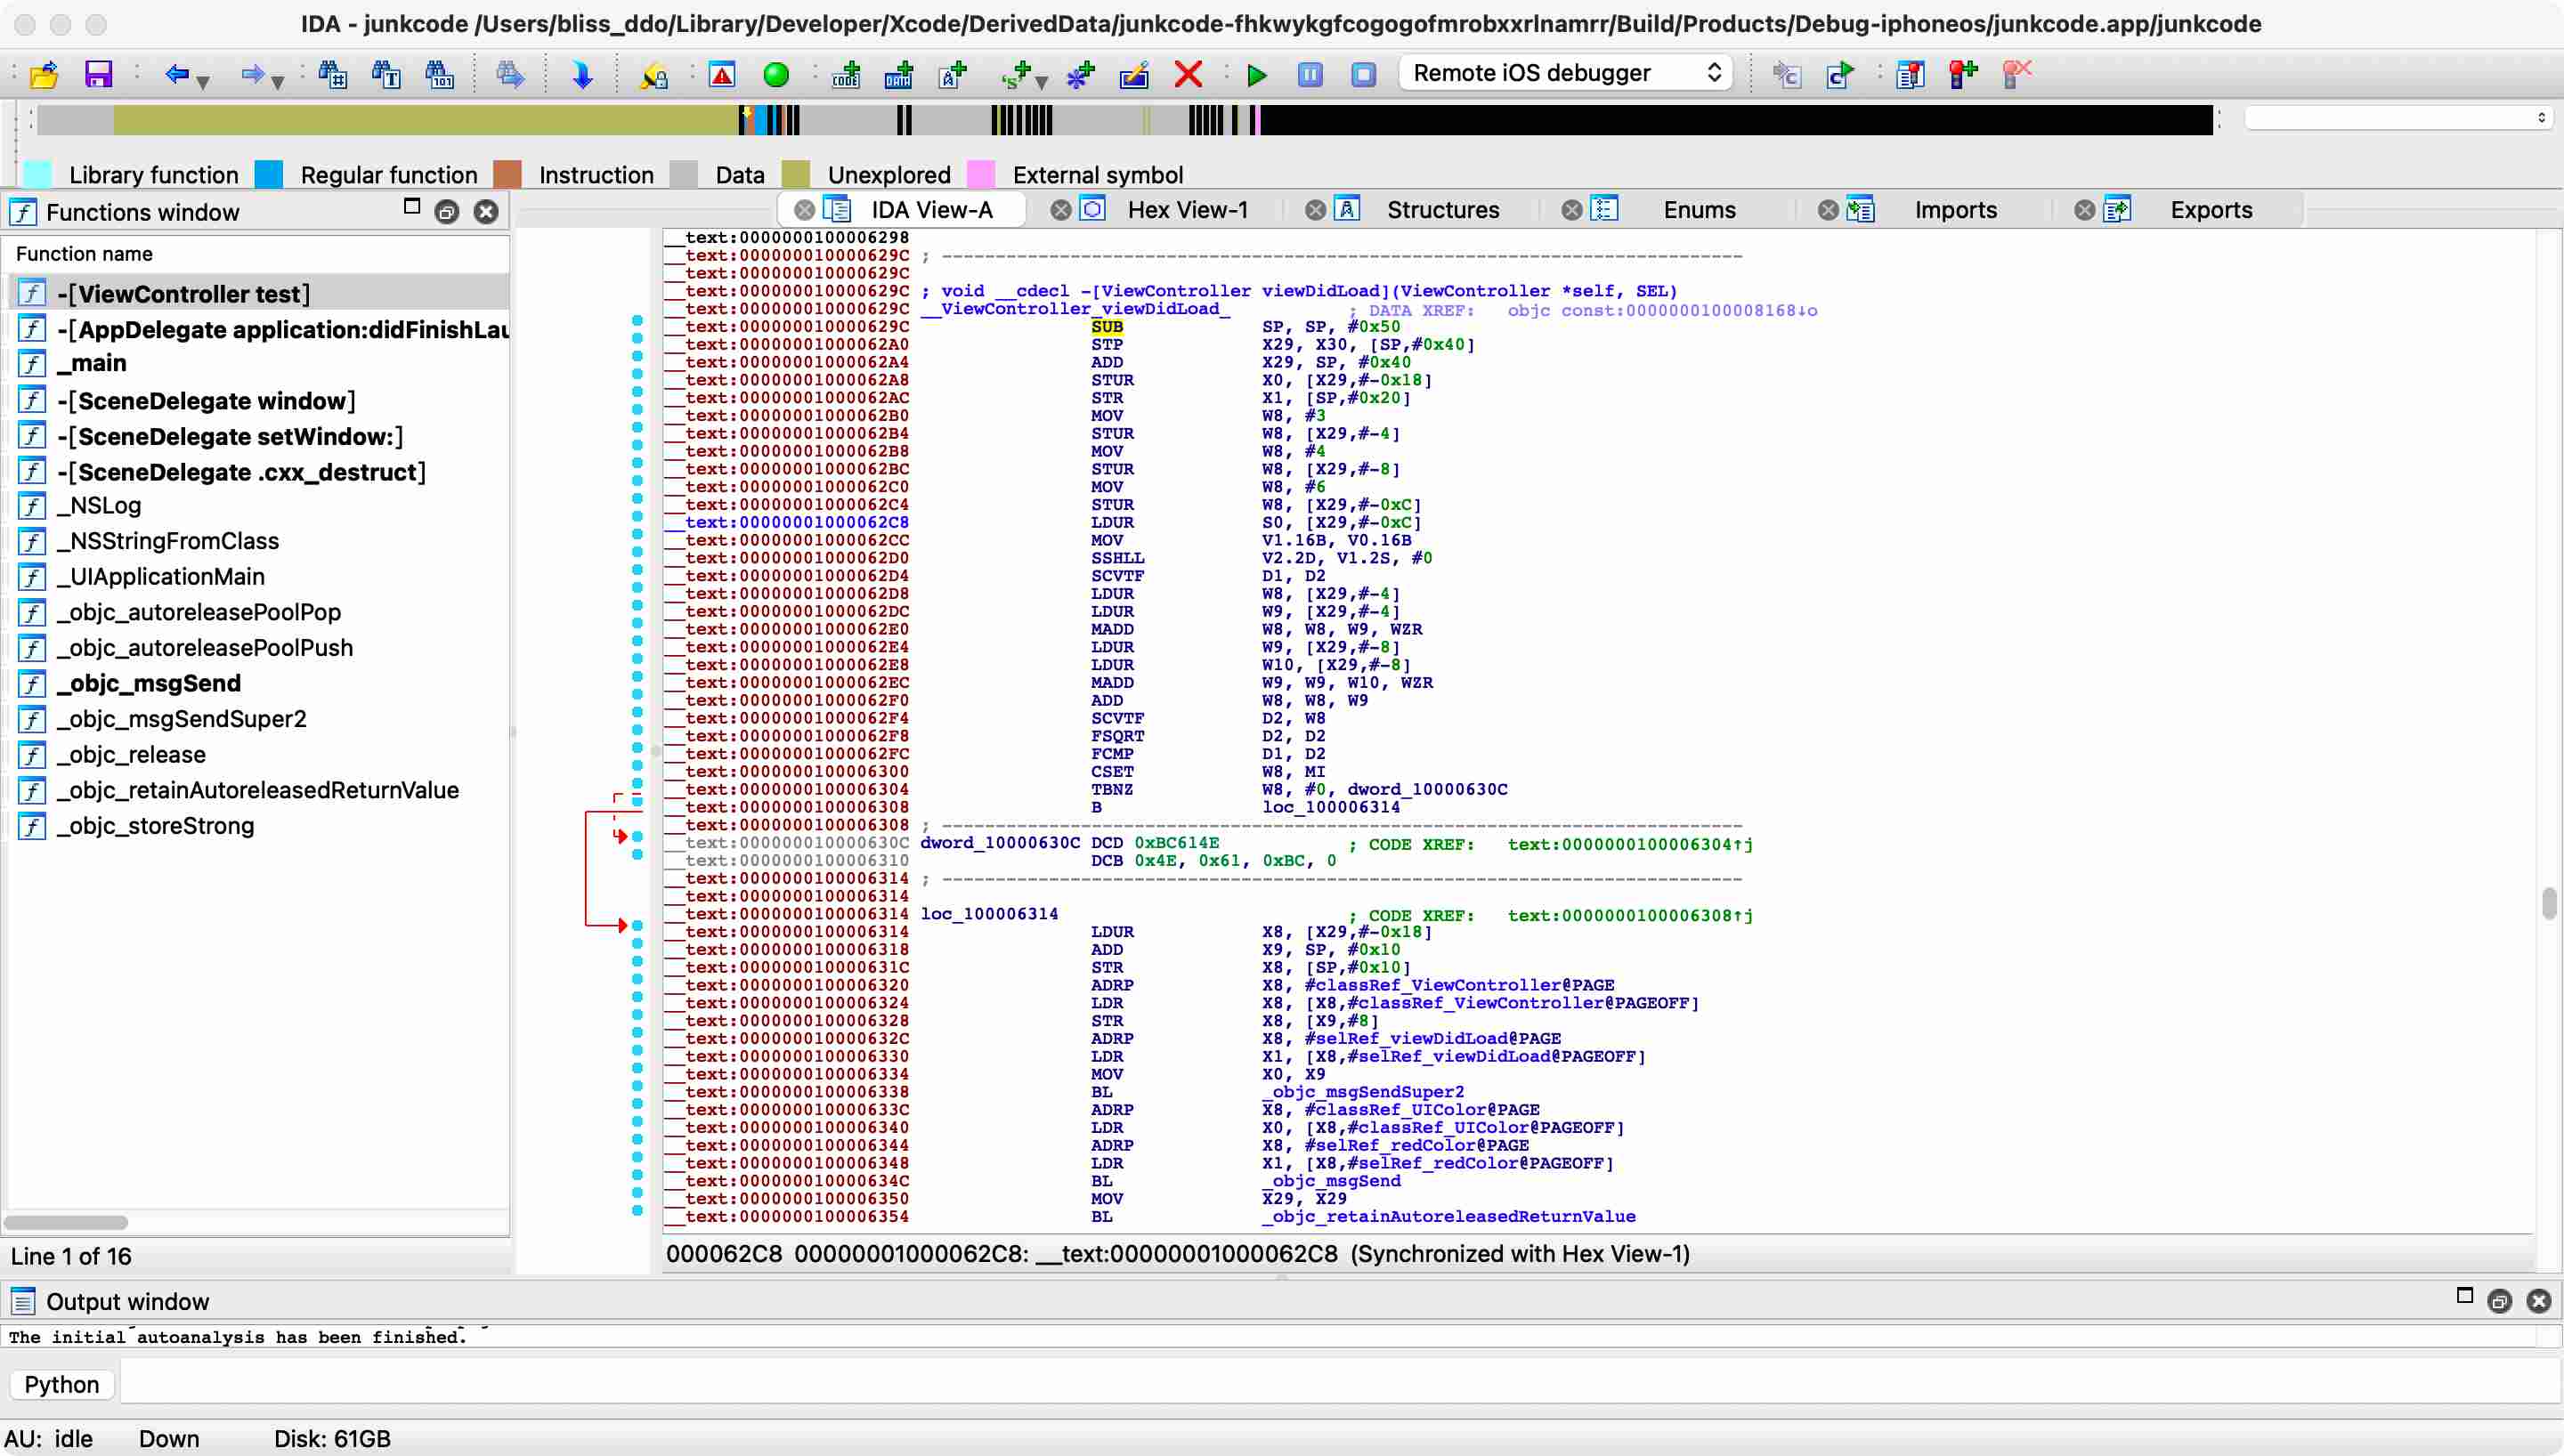 IDA - junkcode /Users/bliss_ddo/Library/Developer/Xcode/DerivedData/junkcode-fhkwykgfcogogofmrobxxrlnamrr/Build/Products/Debug-iphoneos/junkcode.app/junkcode
Remote iOS debugger
Library function Regular function Instruction Data Unexplored External symbol
Functions window
IDA View-A Hex View-1 Structures Enums Imports Exports
Function name
-[ViewController test]
-[AppDelegate application:didFinishLau
_main
-[SceneDelegate window]
-[SceneDelegate setWindow:]
-[SceneDelegate .cxx_destruct]
_NSLog
_NSStringFromClass
_UIApplicationMain
_objc_autoreleasePoolPop
_objc_autoreleasePoolPush
_objc_msgSend
_objc_msgSendSuper2
_objc_release
_objc_retainAutoreleasedReturnValue
_objc_storeStrong
Line 1 of 16
__text:0000000100006298
__text:000000010000629C ; ---------------------------------------------------------------------------
__text:000000010000629C
__text:000000010000629C ; void __cdecl -[ViewController viewDidLoad](ViewController *self, SEL)
__text:000000010000629C __ViewController_viewDidLoad_ ; DATA XREF: __objc_const:0000000100008168↓o
__text:000000010000629C SUB SP, SP, #0x50
__text:00000001000062A0 STP X29, X30, [SP,#0x40]
__text:00000001000062A4 ADD X29, SP, #0x40
__text:00000001000062A8 STUR X0, [X29,#-0x18]
__text:00000001000062AC STR X1, [SP,#0x20]
__text:00000001000062B0 MOV W8, #3
__text:00000001000062B4 STUR W8, [X29,#-4]
__text:00000001000062B8 MOV W8, #4
__text:00000001000062BC STUR W8, [X29,#-8]
__text:00000001000062C0 MOV W8, #6
__text:00000001000062C4 STUR W8, [X29,#-0xC]
__text:00000001000062C8 LDUR S0, [X29,#-0xC]
__text:00000001000062CC MOV V1.16B, V0.16B
__text:00000001000062D0 SSHLL V2.2D, V1.2S, #0
__text:00000001000062D4 SCVTF D1, D2
__text:00000001000062D8 LDUR W8, [X29,#-4]
__text:00000001000062DC LDUR W9, [X29,#-4]
__text:00000001000062E0 MADD W8, W8, W9, WZR
__text:00000001000062E4 LDUR W9, [X29,#-8]
__text:00000001000062E8 LDUR W10, [X29,#-8]
__text:00000001000062EC MADD W9, W9, W10, WZR
__text:00000001000062F0 ADD W8, W8, W9
__text:00000001000062F4 SCVTF D2, W8
__text:00000001000062F8 FSQRT D2, D2
__text:00000001000062FC FCMP D1, D2
__text:0000000100006300 CSET W8, MI
__text:0000000100006304 TBNZ W8, #0, dword_10000630C
__text:0000000100006308 B loc_100006314
__text:0000000100006308 ; ---------------------------------------------------------------------------
__text:000000010000630C dword_10000630C DCD 0xBC614E ; CODE XREF: __text:0000000100006304↑j
__text:0000000100006310 DCB 0x4E, 0x61, 0xBC, 0
__text:0000000100006314 ; ---------------------------------------------------------------------------
__text:0000000100006314
__text:0000000100006314 loc_100006314 ; CODE XREF: __text:0000000100006308↑j
__text:0000000100006314 LDUR X8, [X29,#-0x18]
__text:0000000100006318 ADD X9, SP, #0x10
__text:000000010000631C STR X8, [SP,#0x10]
__text:0000000100006320 ADRP X8, #classRef_ViewController@PAGE
__text:0000000100006324 LDR X8, [X8,#classRef_ViewController@PAGEOFF]
__text:0000000100006328 STR X8, [X9,#8]
__text:000000010000632C ADRP X8, #selRef_viewDidLoad@PAGE
__text:0000000100006330 LDR X1, [X8,#selRef_viewDidLoad@PAGEOFF]
__text:0000000100006334 MOV X0, X9
__text:0000000100006338 BL _objc_msgSendSuper2
__text:000000010000633C ADRP X8, #classRef_UIColor@PAGE
__text:0000000100006340 LDR X0, [X8,#classRef_UIColor@PAGEOFF]
__text:0000000100006344 ADRP X8, #selRef_redColor@PAGE
__text:0000000100006348 LDR X1, [X8,#selRef_redColor@PAGEOFF]
__text:000000010000634C BL _objc_msgSend
__text:0000000100006350 MOV X29, X29
__text:0000000100006354 BL _objc_retainAutoreleasedReturnValue
000062C8 00000001000062C8: __text:00000001000062C8 (Synchronized with Hex View-1)
Output window
The initial autoanalysis has been finished.
Python
AU: idle Down Disk: 61GB